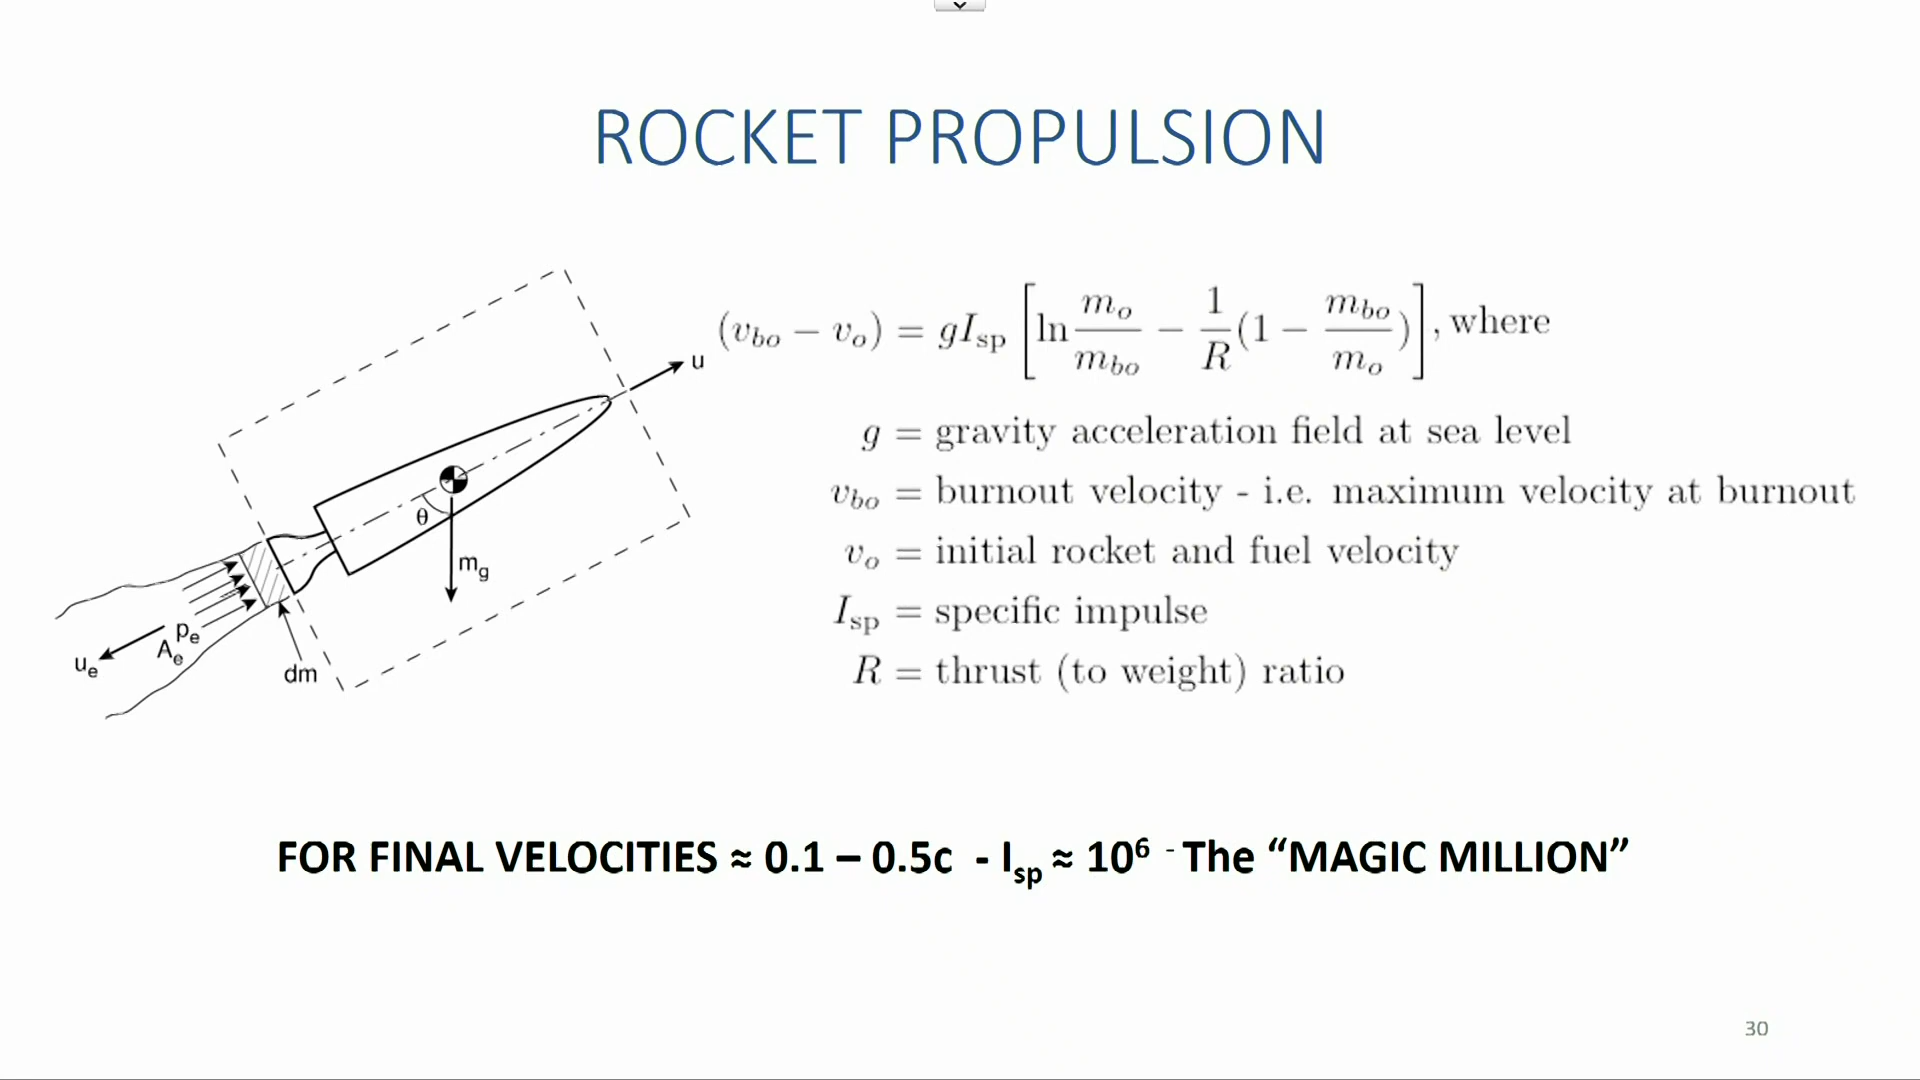 ROCKET PROPULSION
(v_bo − v_o) = gI_sp [ln m_o/m_bo − 1/R(1 − m_bo/m_o)], where
g = gravity acceleration field at sea level
v_bo = burnout velocity - i.e. maximum velocity at burnout
v_o = initial rocket and fuel velocity
I_sp = specific impulse
R = thrust (to weight) ratio
u
θ
m_g
p_e
A_e
u_e
dm
FOR FINAL VELOCITIES ≈ 0.1 – 0.5c - I_sp ≈ 10⁶ - The “MAGIC MILLION”
30